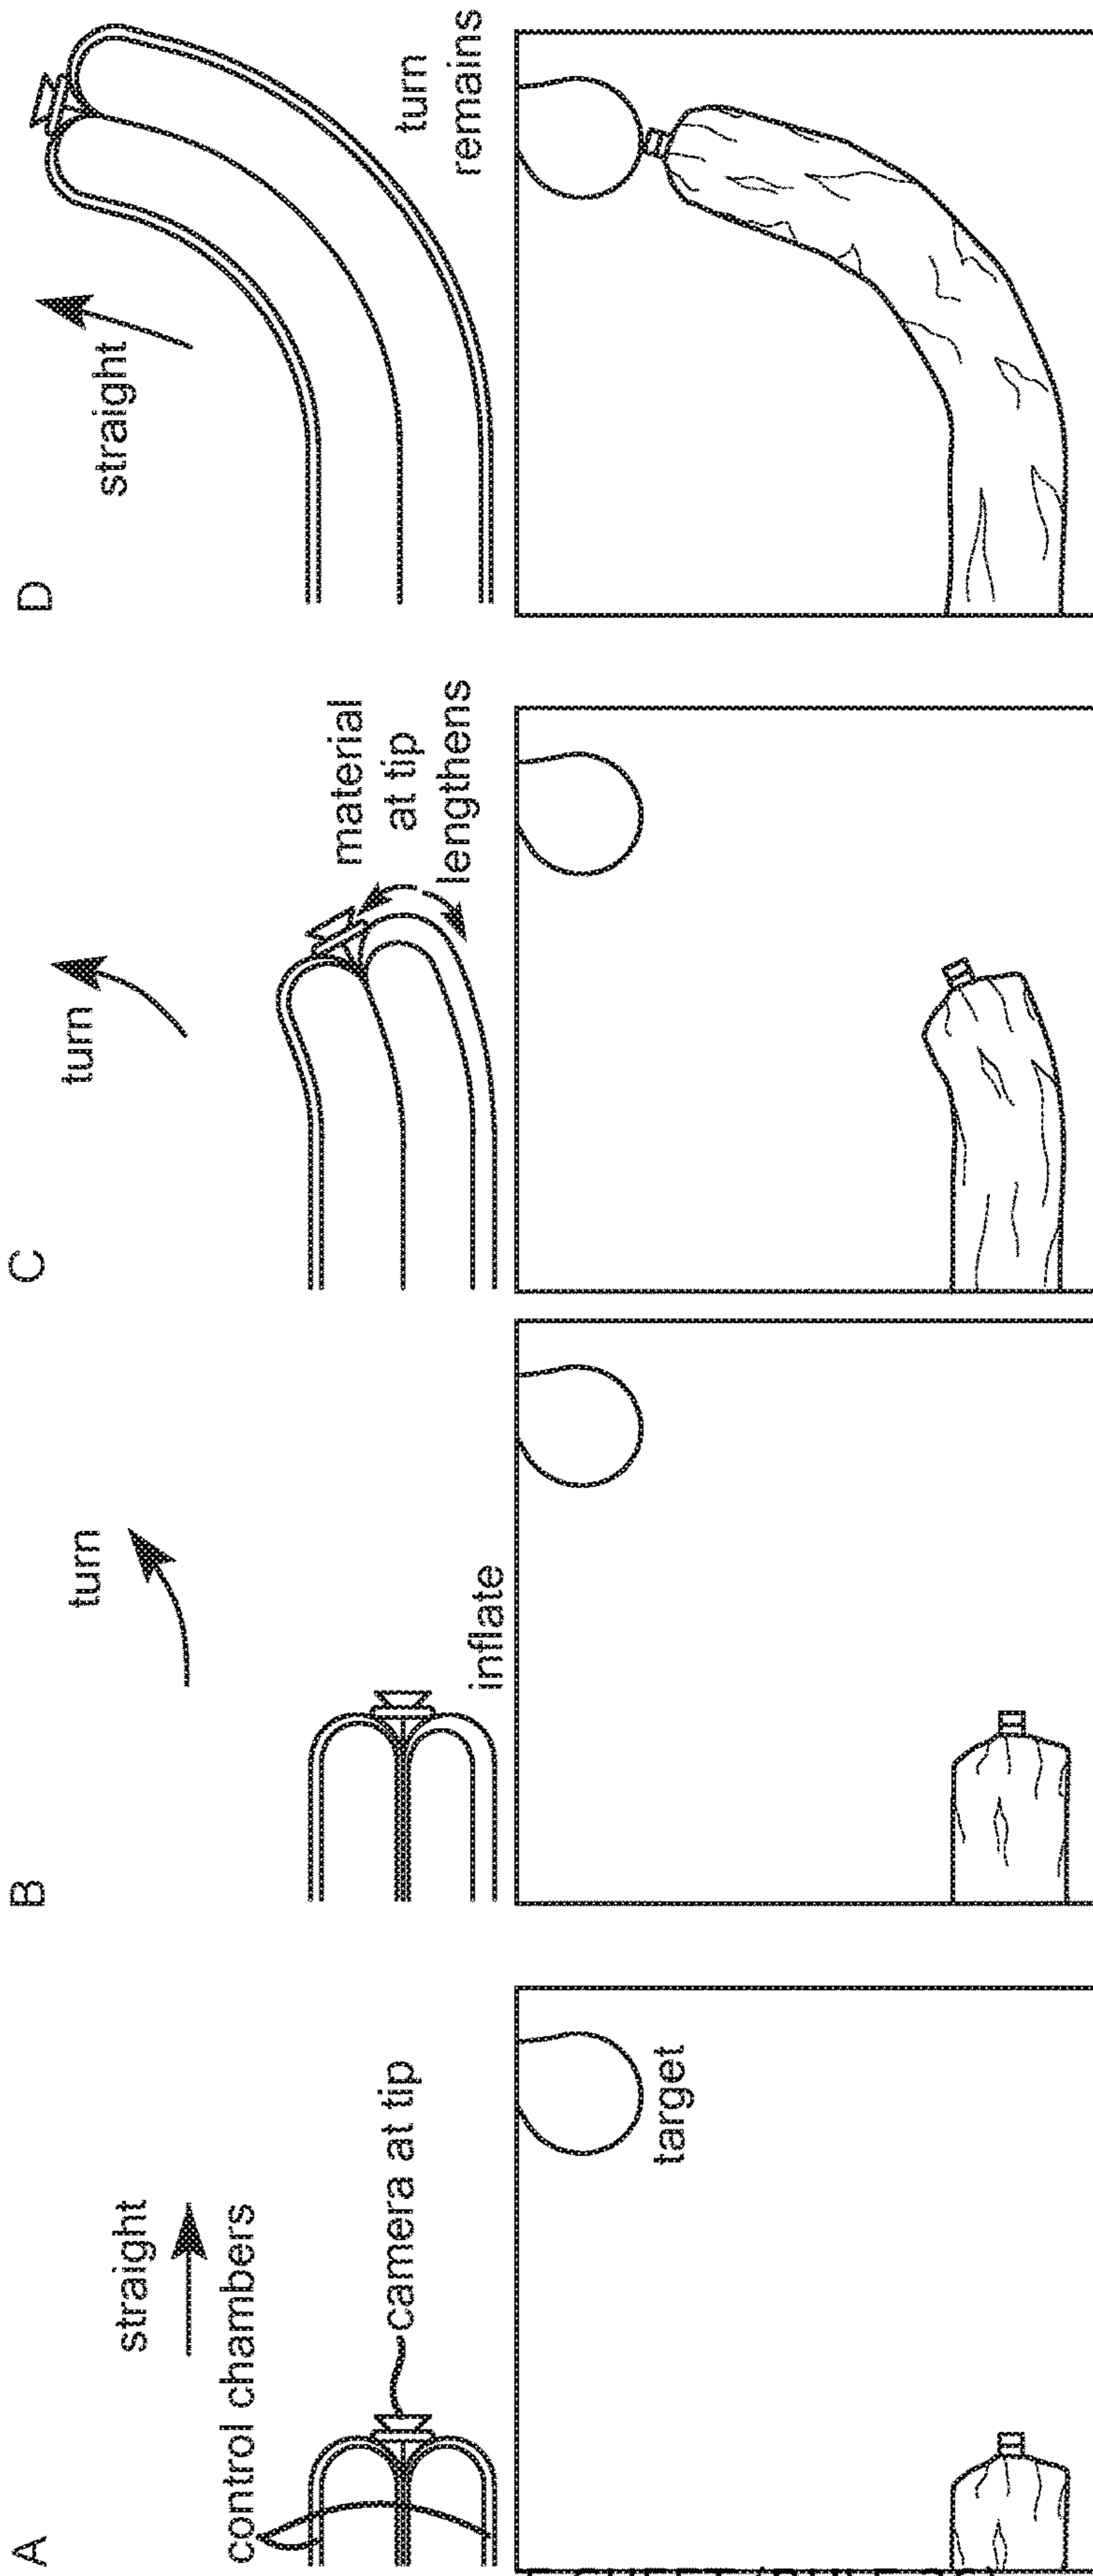 A
straight
control chambers
camera at tip
target
B
turn
inflate
C
turn
material
at tip
lengthens
D
straight
turn
remains